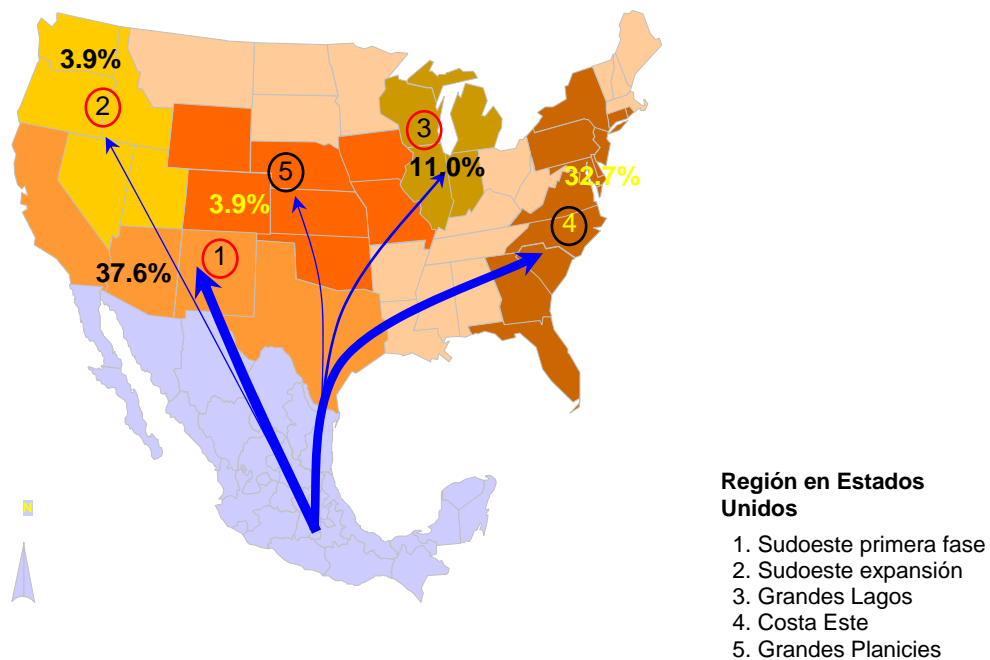 3.9%
2
3
11.0%
5
32.7%
3.9%
4
1
37.6%
N
Región en Estados
Unidos
1. Sudoeste primera fase
2. Sudoeste expansión
3. Grandes Lagos
4. Costa Este
5. Grandes Planicies